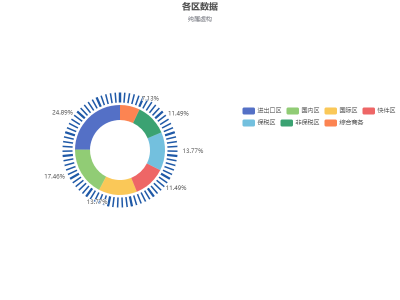 各区数据
纯属虚构
24.89%
11.49%
13.77%
17.46%
11.49%
进出口区 国内区 国际区 快件区
保税区 非保税区 综合商务